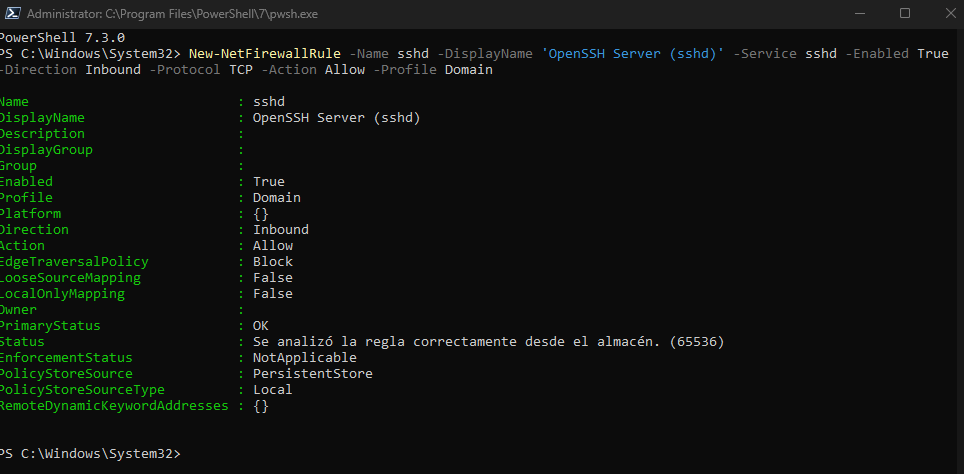 Administrator: C:\Program Files\PowerShell\7\pwsh.exe
PowerShell 7.3.0
PS C:\Windows\System32> New-NetFirewallRule -Name sshd -DisplayName 'OpenSSH Server (sshd)' -Service sshd -Enabled True
-Direction Inbound -Protocol TCP -Action Allow -Profile Domain
Name : sshd
DisplayName : OpenSSH Server (sshd)
Description :
DisplayGroup :
Group :
Enabled : True
Profile : Domain
Platform : {}
Direction : Inbound
Action : Allow
EdgeTraversalPolicy : Block
LooseSourceMapping : False
LocalOnlyMapping : False
Owner :
PrimaryStatus : OK
Status : Se analizó la regla correctamente desde el almacén. (65536)
EnforcementStatus : NotApplicable
PolicyStoreSource : PersistentStore
PolicyStoreSourceType : Local
RemoteDynamicKeywordAddresses : {}
PS C:\Windows\System32>